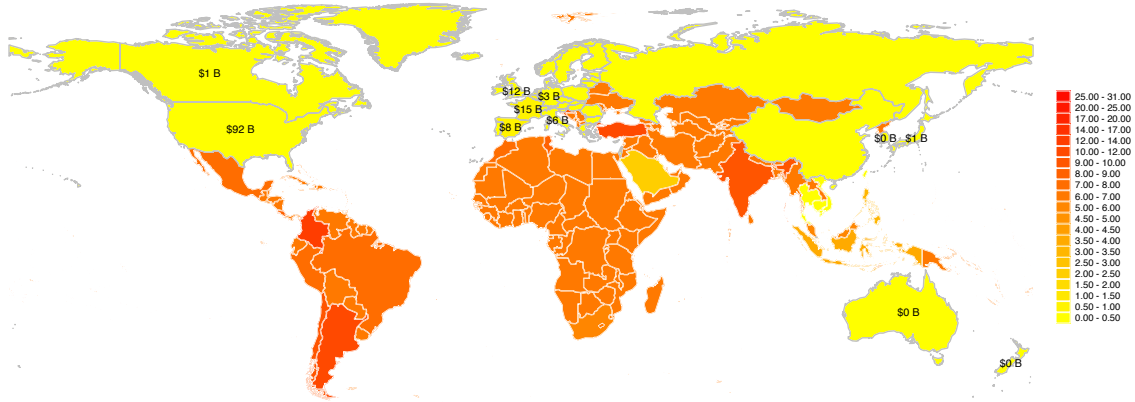 $1 B
$92 B
$12 B
$3 B
$15 B
$6 B
$8 B
$0 B
$1 B
$0 B
$0 B
25.00 - 31.00
20.00 - 25.00
17.00 - 20.00
14.00 - 17.00
12.00 - 14.00
10.00 - 12.00
9.00 - 10.00
8.00 - 9.00
7.00 - 8.00
6.00 - 7.00
5.00 - 6.00
4.50 - 5.00
4.00 - 4.50
3.50 - 4.00
3.00 - 3.50
2.50 - 3.00
2.00 - 2.50
1.50 - 2.00
1.00 - 1.50
0.50 - 1.00
0.00 - 0.50